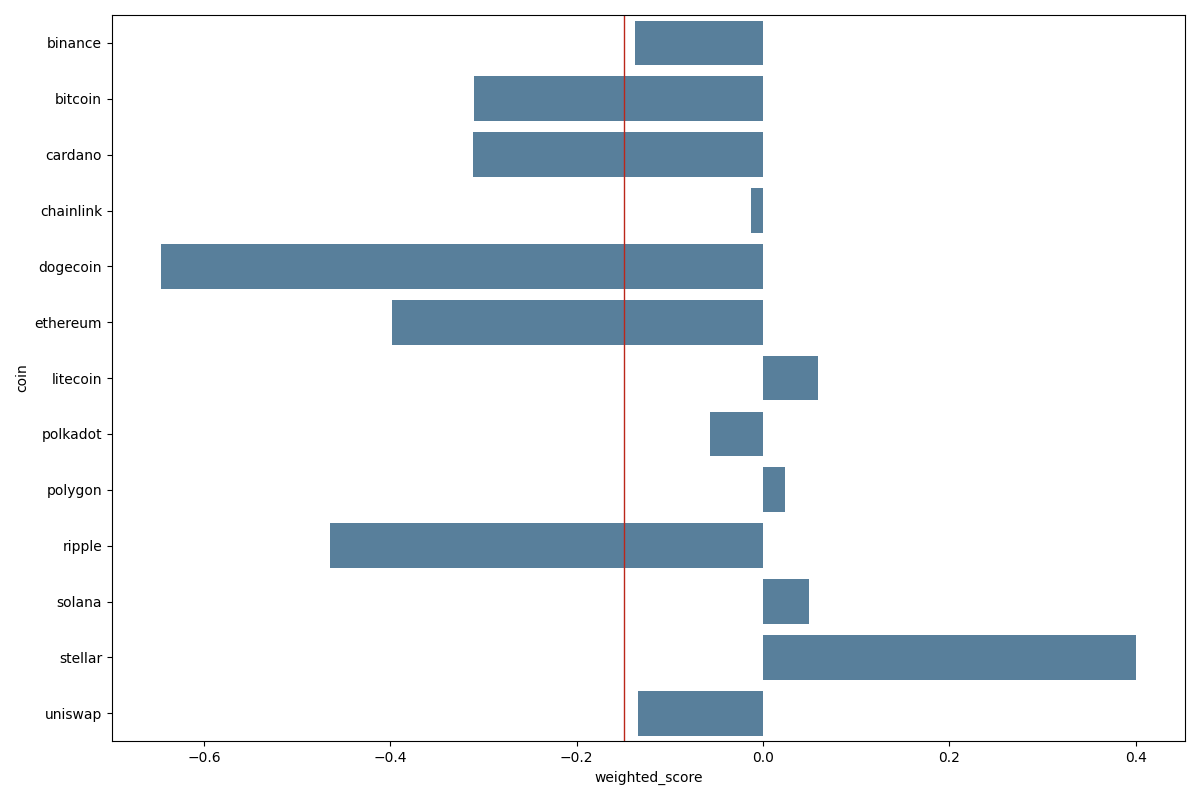 binance
bitcoin
cardano
chainlink
dogecoin
ethereum
litecoin
polkadot
polygon
ripple
solana
stellar
uniswap
coin
−0.6 −0.4 −0.2 0.0 0.2 0.4
weighted_score